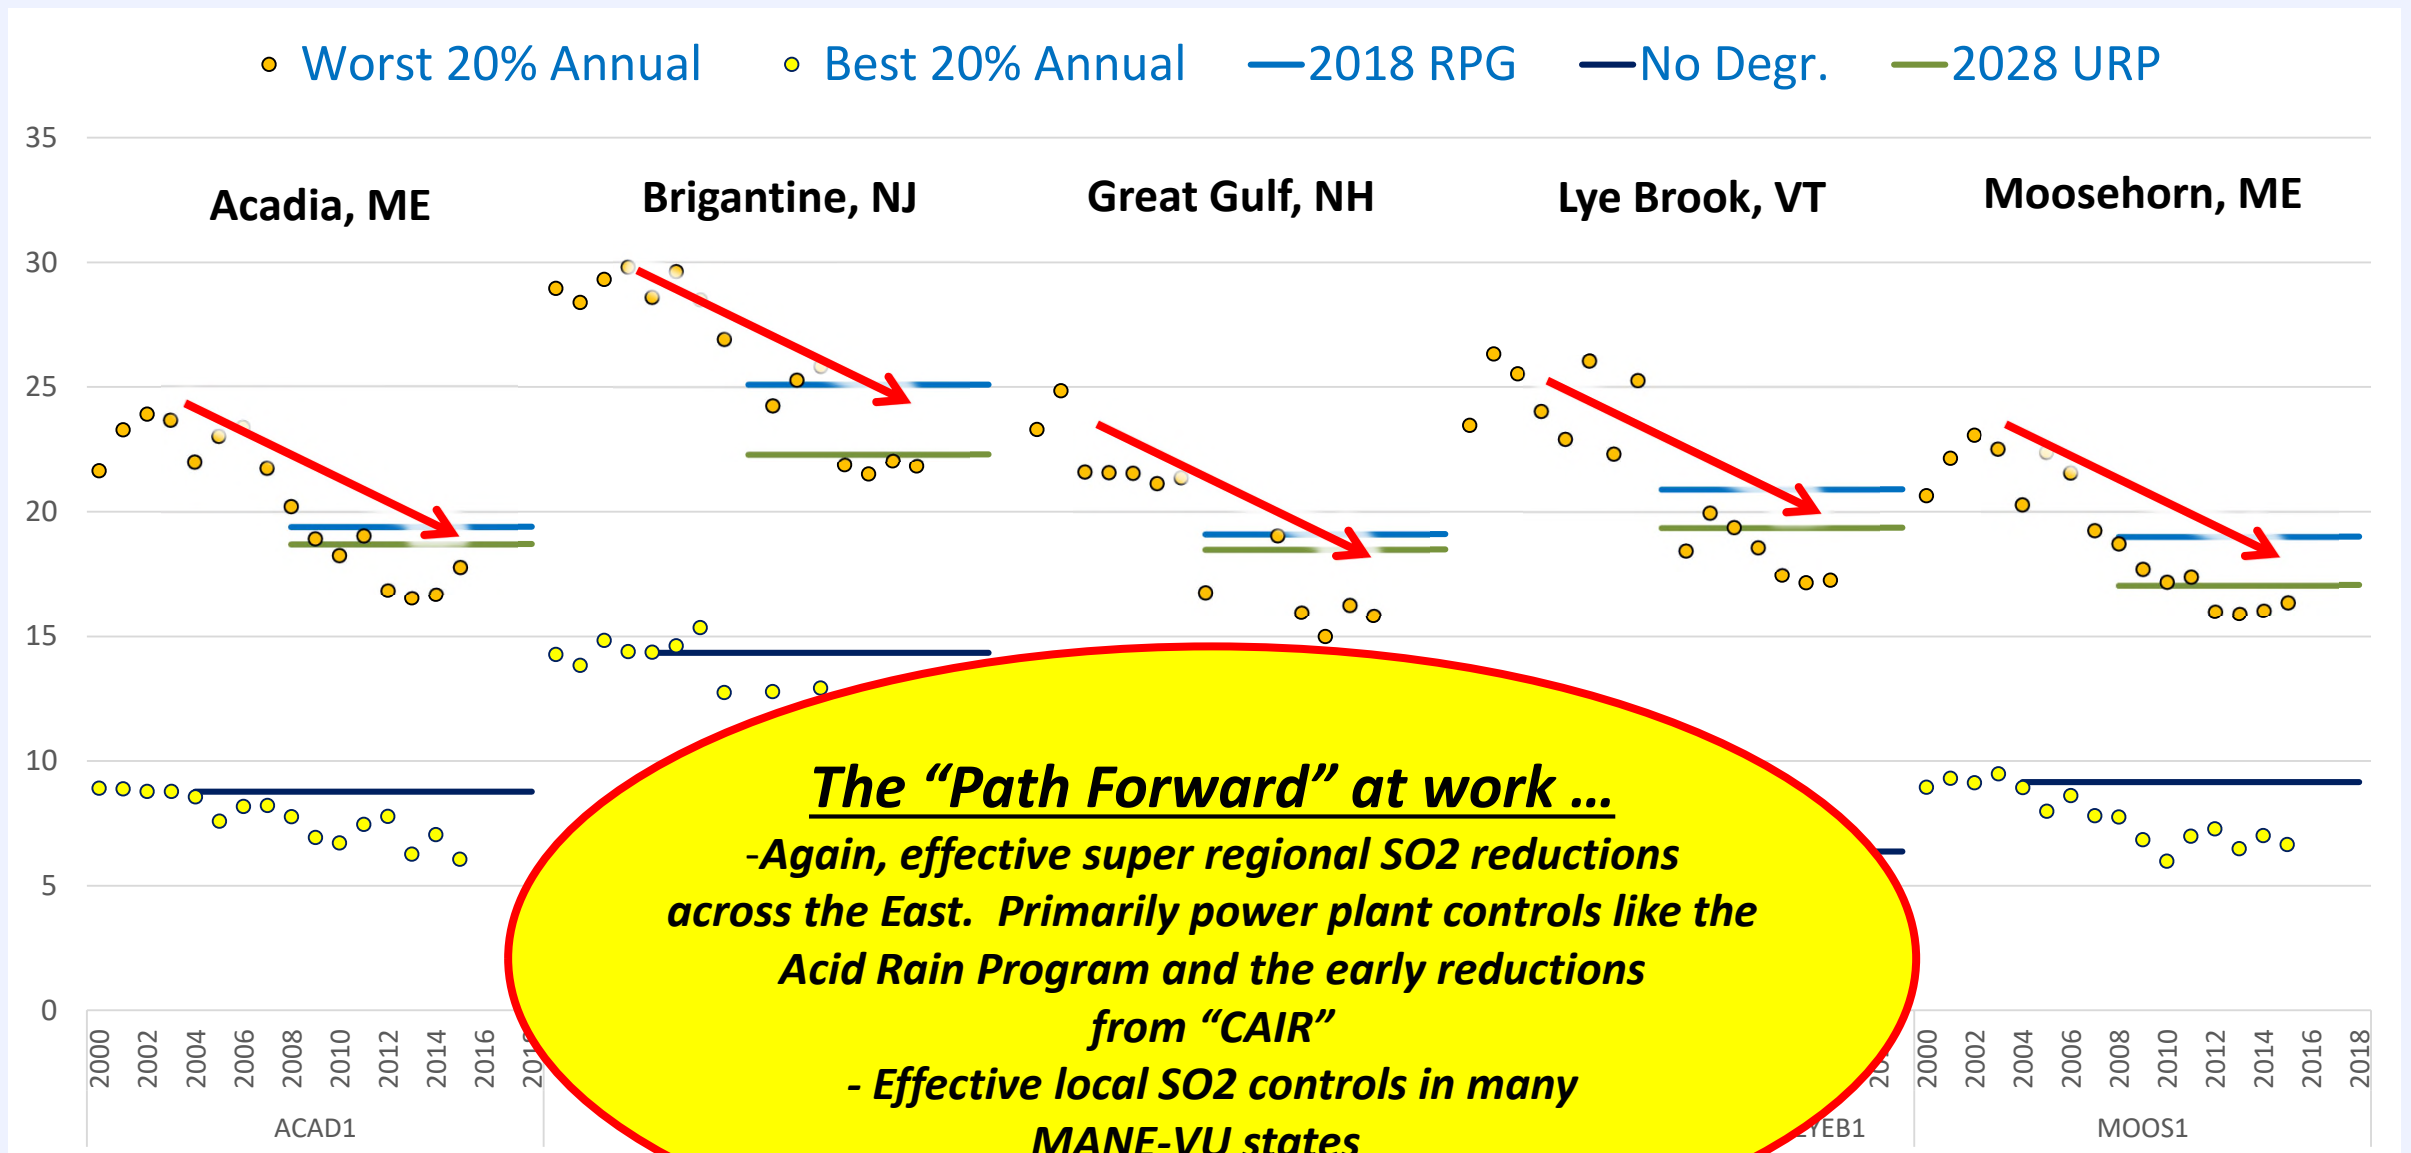 Worst 20% Annual Best 20% Annual 2018 RPG No Degr. 2028 URP
35
Acadia, ME Brigantine, NJ Great Gulf, NH Lye Brook, VT Moosehorn, ME
30
25
20
15
10
5
0
The “Path Forward” at work ...
-Again, effective super regional SO2 reductions
across the East. Primarily power plant controls like the
Acid Rain Program and the early reductions
from “CAIR”
- Effective local SO2 controls in many
MANE-VU states
2000 2002 2004 2006 2008 2010 2012 2014 2016
2000 2002 2004 2006 2008 2010 2012 2014 2016 2018
ACAD1 MOOS1